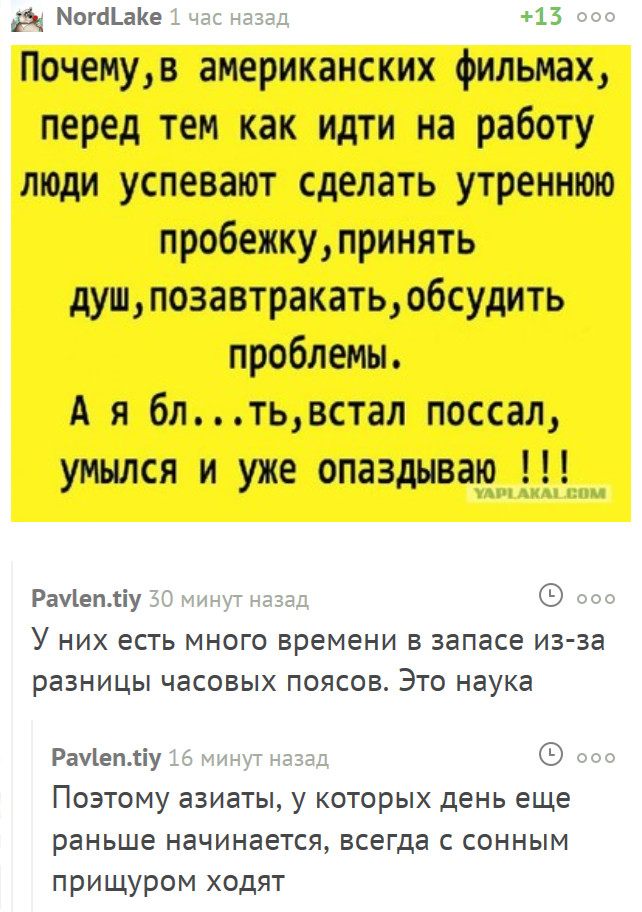 NordLake 1 час назад +13
Почему,в американских фильмах,
перед тем как идти на работу
люди успевают сделать утреннюю
пробежку,принять
душ,позавтракать,обсудить
проблемы.
А я бл...ть,встал поссал,
умылся и уже опаздываю !!!
YAPLAKAL.COM
Pavlen.tiy 30 минут назад
У них есть много времени в запасе из-за
разницы часовых поясов. Это наука
Pavlen.tiy 16 минут назад
Поэтому азиаты, у которых день еще
раньше начинается, всегда с сонным
прищуром ходят